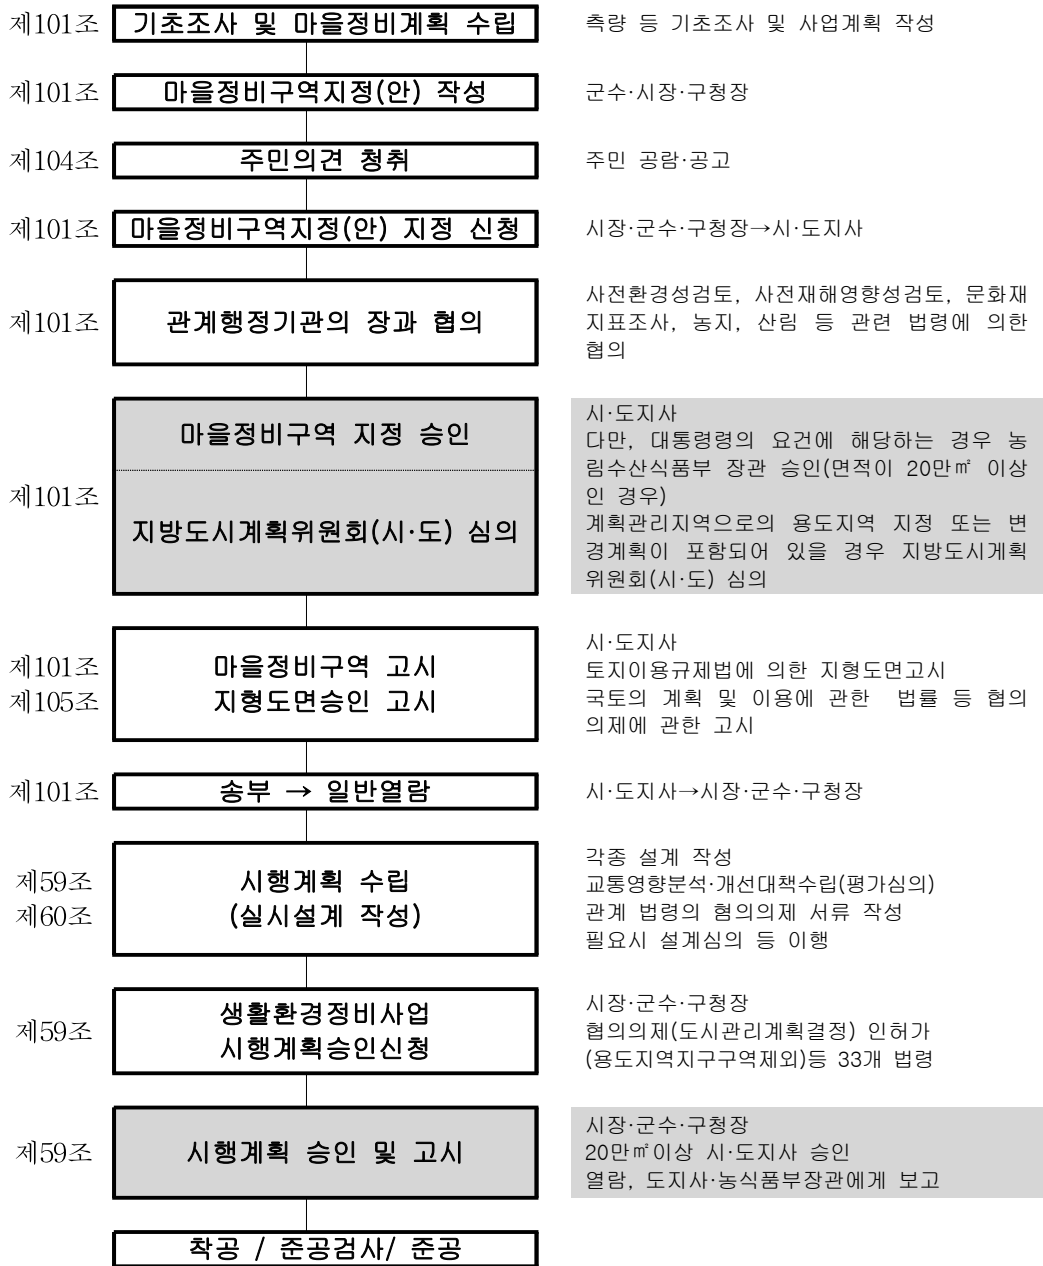 제101조 기초조사 및 마을정비계획 수립 측량 등 기초조사 및 사업계획 작성
제101조 마을정비구역지정(안) 작성 군수·시장·구청장
제104조 주민의견 청취 주민 공람·공고
제101조 마을정비구역지정(안) 지정 신청 시장·군수·구청장→시·도지사
제101조 관계행정기관의 장과 협의
사전환경성검토, 사전재해영향성검토, 문화재
지표조사, 농지, 산림 등 관련 법령에 의한
협의
제101조
마을정비구역 지정 승인
지방도시계획위원회(시·도) 심의
시·도지사
다만, 대통령령의 요건에 해당하는 경우 농
림수산식품부 장관 승인(면적이 20만㎡ 이상
인 경우)
계획관리지역으로의 용도지역 지정 또는 변
경계획이 포함되어 있을 경우 지방도시게획
위원회(시·도) 심의
제101조
제105조
마을정비구역 고시
지형도면승인 고시
시·도지사
토지이용규제법에 의한 지형도면고시
국토의 계획 및 이용에 관한 법률 등 협의
의제에 관한 고시
제101조 송부 → 일반열람 시·도지사→시장·군수·구청장
제59조
제60조
시행계획 수립
(실시설계 작성)
각종 설계 작성
교통영향분석·개선대책수립(평가심의)
관계 법령의 혐의의제 서류 작성
필요시 설계심의 등 이행
제59조
생활환경정비사업
시행계획승인신청
시장·군수·구청장
협의의제(도시관리계획결정) 인허가
(용도지역지구구역제외)등 33개 법령
제59조
시행계획 승인 및 고시
시장·군수·구청장
20만㎡이상 시·도지사 승인
열람, 도지사·농식품부장관에게 보고
착공 / 준공검사/ 준공